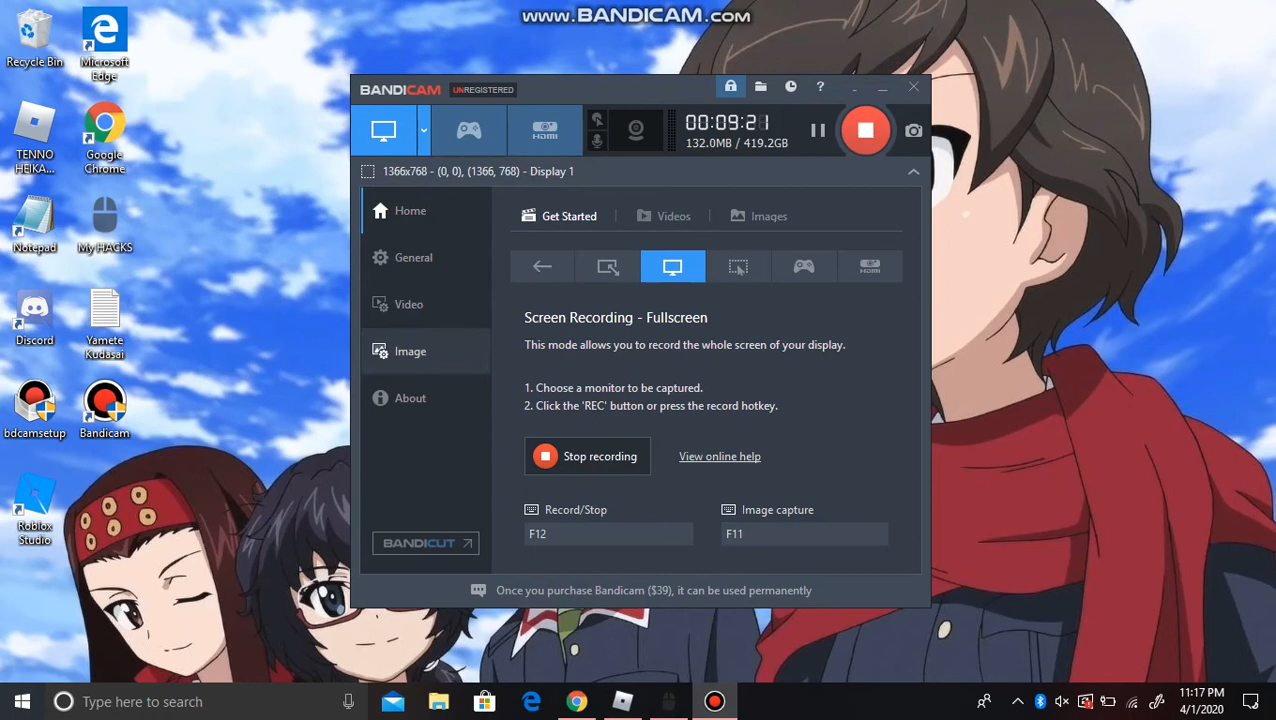 www.BANDICAM.com
Recycle Bin
Microsoft
Edge
TENNO
HEIKA...
Google
Chrome
Notepad
My HACKS
Discord
Yamete
Kudasai
bdcamsetup
Bandicam
Roblox
Studio
BANDICAM UNREGISTERED
?
HDMI
00:09:21
132.0MB / 419.2GB
1366x768 - (0, 0), (1366, 768) - Display 1
Home
General
Video
Image
About
BANDICUT
Get Started
Videos
Images
HDMI
Screen Recording - Fullscreen
This mode allows you to record the whole screen of your display.
1. Choose a monitor to be captured.
2. Click the 'REC' button or press the record hotkey.
Stop recording
View online help
Record/Stop
Image capture
F12
F11
Once you purchase Bandicam ($39), it can be used permanently
Type here to search
11:17 PM
4/1/2020